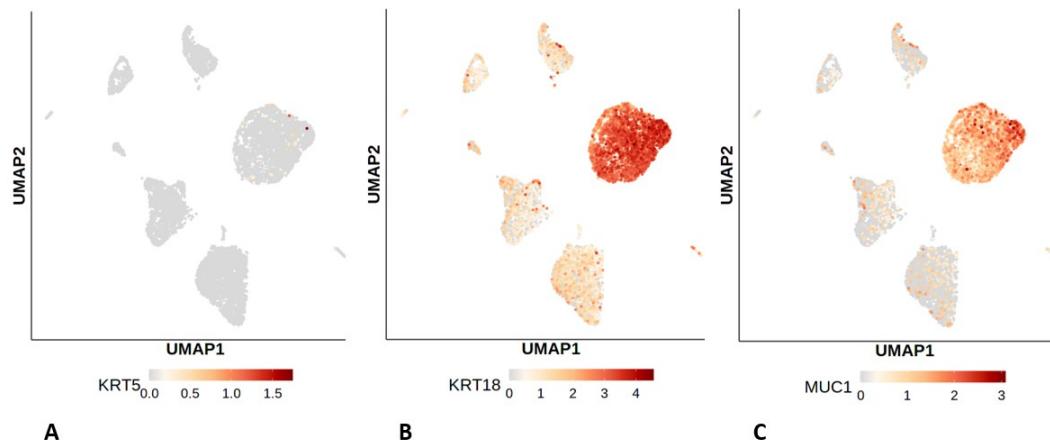 UMAP2
UMAP1
KRT5
0.0 0.5 1.0 1.5
A
UMAP2
UMAP1
KRT18
0 1 2 3 4
B
UMAP2
UMAP1
MUC1
0 1 2 3
C